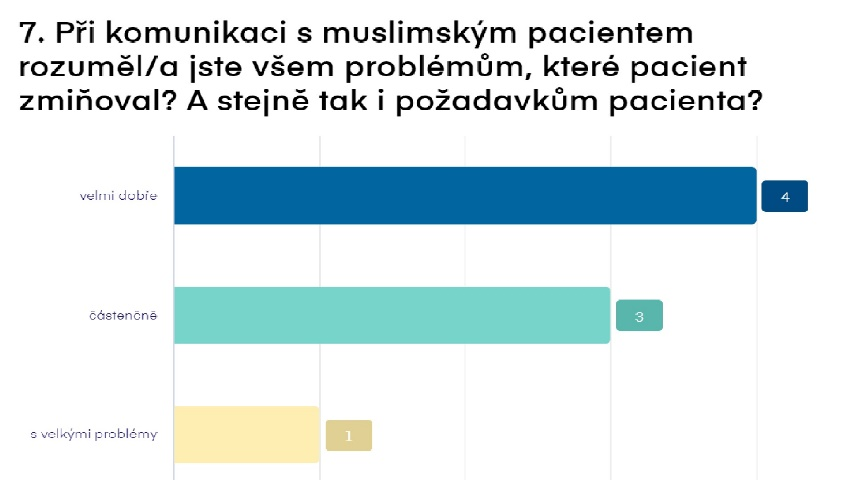 7. Při komunikaci s muslimským pacientem
rozuměl/a jste všem problémům, které pacient
zmiňoval? A stejně tak i požadavkům pacienta?
velmi dobře
4
částenčně
3
s velkými problémy
1